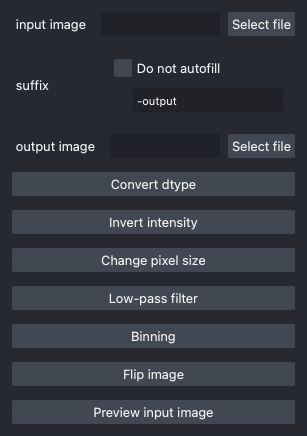 input image
Select file
Do not autofill
suffix
-output
output image
Select file
Convert dtype
Invert intensity
Change pixel size
Low-pass filter
Binning
Flip image
Preview input image